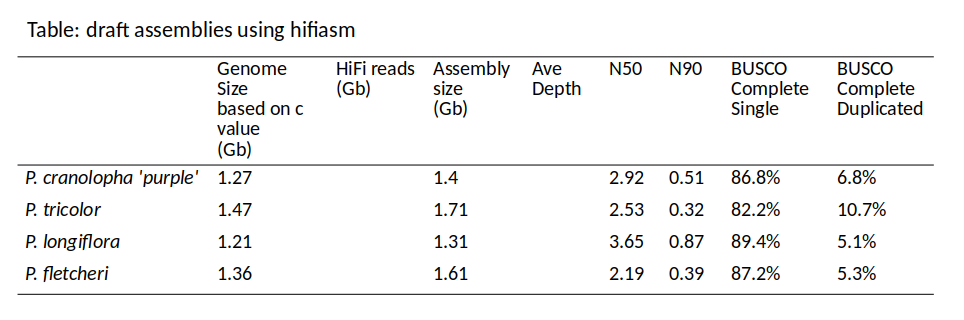 Table: draft assemblies using hifiasm
Genome Size based on c value (Gb) HiFi reads (Gb) Assembly size (Gb) Ave Depth N50 N90 BUSCO Complete Single BUSCO Complete Duplicated
P. cranolopha 'purple' 1.27 1.4 2.92 0.51 86.8% 6.8%
P. tricolor 1.47 1.71 2.53 0.32 82.2% 10.7%
P. longiflora 1.21 1.31 3.65 0.87 89.4% 5.1%
P. fletcheri 1.36 1.61 2.19 0.39 87.2% 5.3%